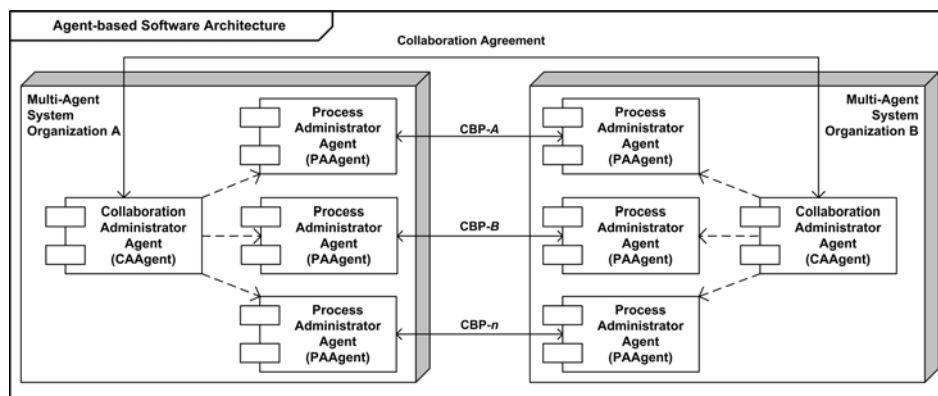 Agent-based Software Architecture
Collaboration Agreement
Multi-Agent
System
Organization A
Process
Administrator
Agent
(PAAgent)
Collaboration
Administrator
Agent
(CAAgent)
Process
Administrator
Agent
(PAAgent)
Process
Administrator
Agent
(PAAgent)
CBP-A
CBP-B
CBP-n
Multi-Agent
System
Organization B
Process
Administrator
Agent
(PAAgent)
Process
Administrator
Agent
(PAAgent)
Collaboration
Administrator
Agent
(CAAgent)
Process
Administrator
Agent
(PAAgent)